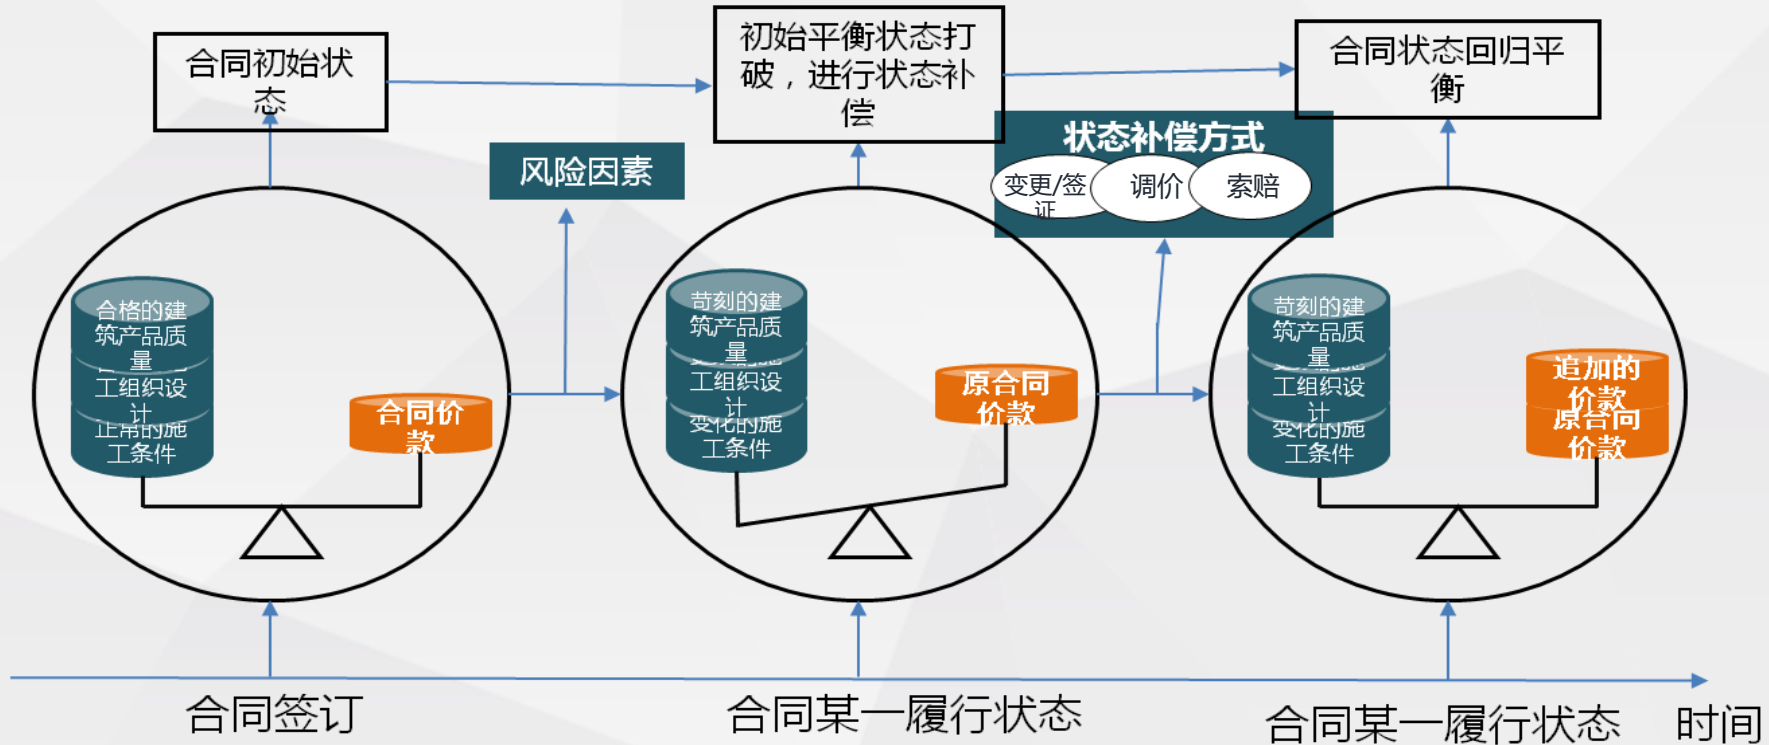 合同初始状
态
初始平衡状态打
破，进行状态补
偿
合同状态回归平
衡
风险因素
状态补偿方式
变更/签
证
调价
索赔
合格的建
筑产品质
量
工组织设
计
正常的施
工条件
合同价
款
苛刻的建
筑产品质
量
工组织设
计
变化的施
工条件
原合同
价款
苛刻的建
筑产品质
量
工组织设
计
变化的施
工条件
追加的
价款
原合同
价款
合同签订
合同某一履行状态
合同某一履行状态
时间